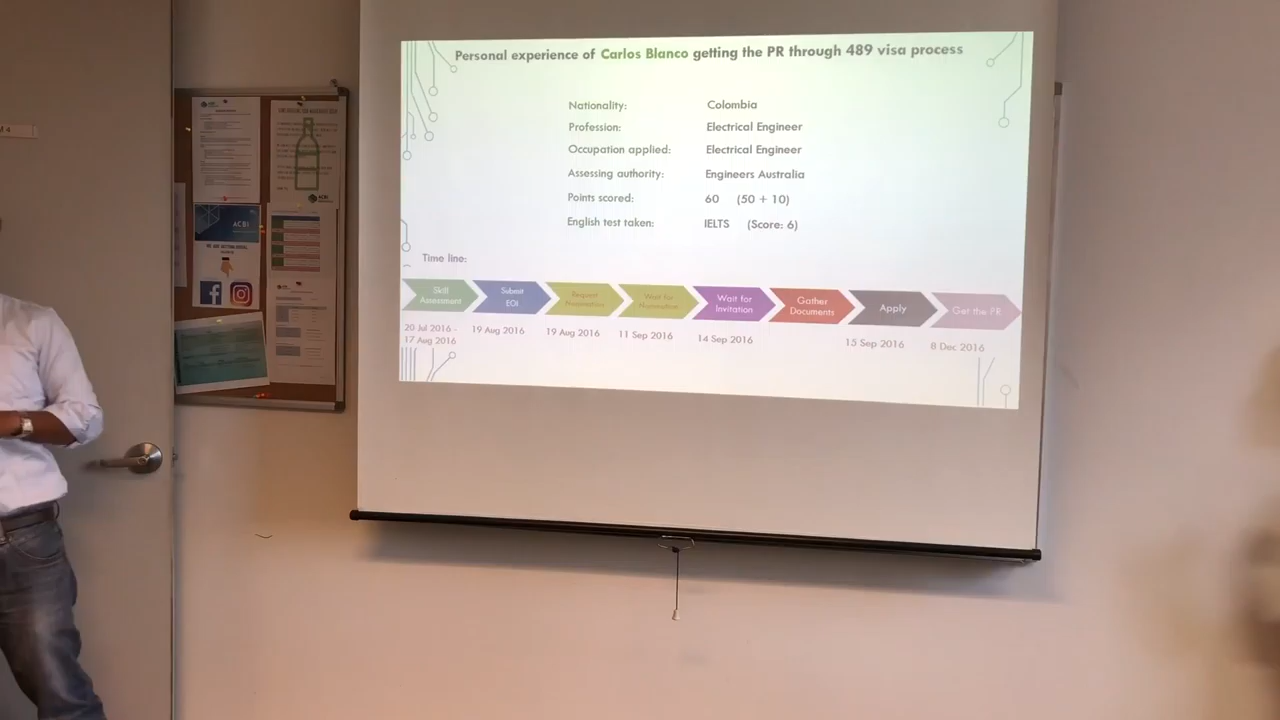 Personal experience of Carlos Blanco getting the PR through 489 visa process
Nationality: Colombia
Profession: Electrical Engineer
Occupation applied: Electrical Engineer
Assessing authority: Engineers Australia
Points scored: 60 (50 + 10)
English test taken: IELTS (Score: 6)
Time line:
Skill Assessment
Submit EOI
Request Nomination
Wait for Nomination
Wait for Invitation
Gather Documents
Apply
Get the PR
20 Jul 2016 - 17 Aug 2016
19 Aug 2016
19 Aug 2016
11 Sep 2016
14 Sep 2016
15 Sep 2016
8 Dec 2016
M 4
ACBI
ACBI